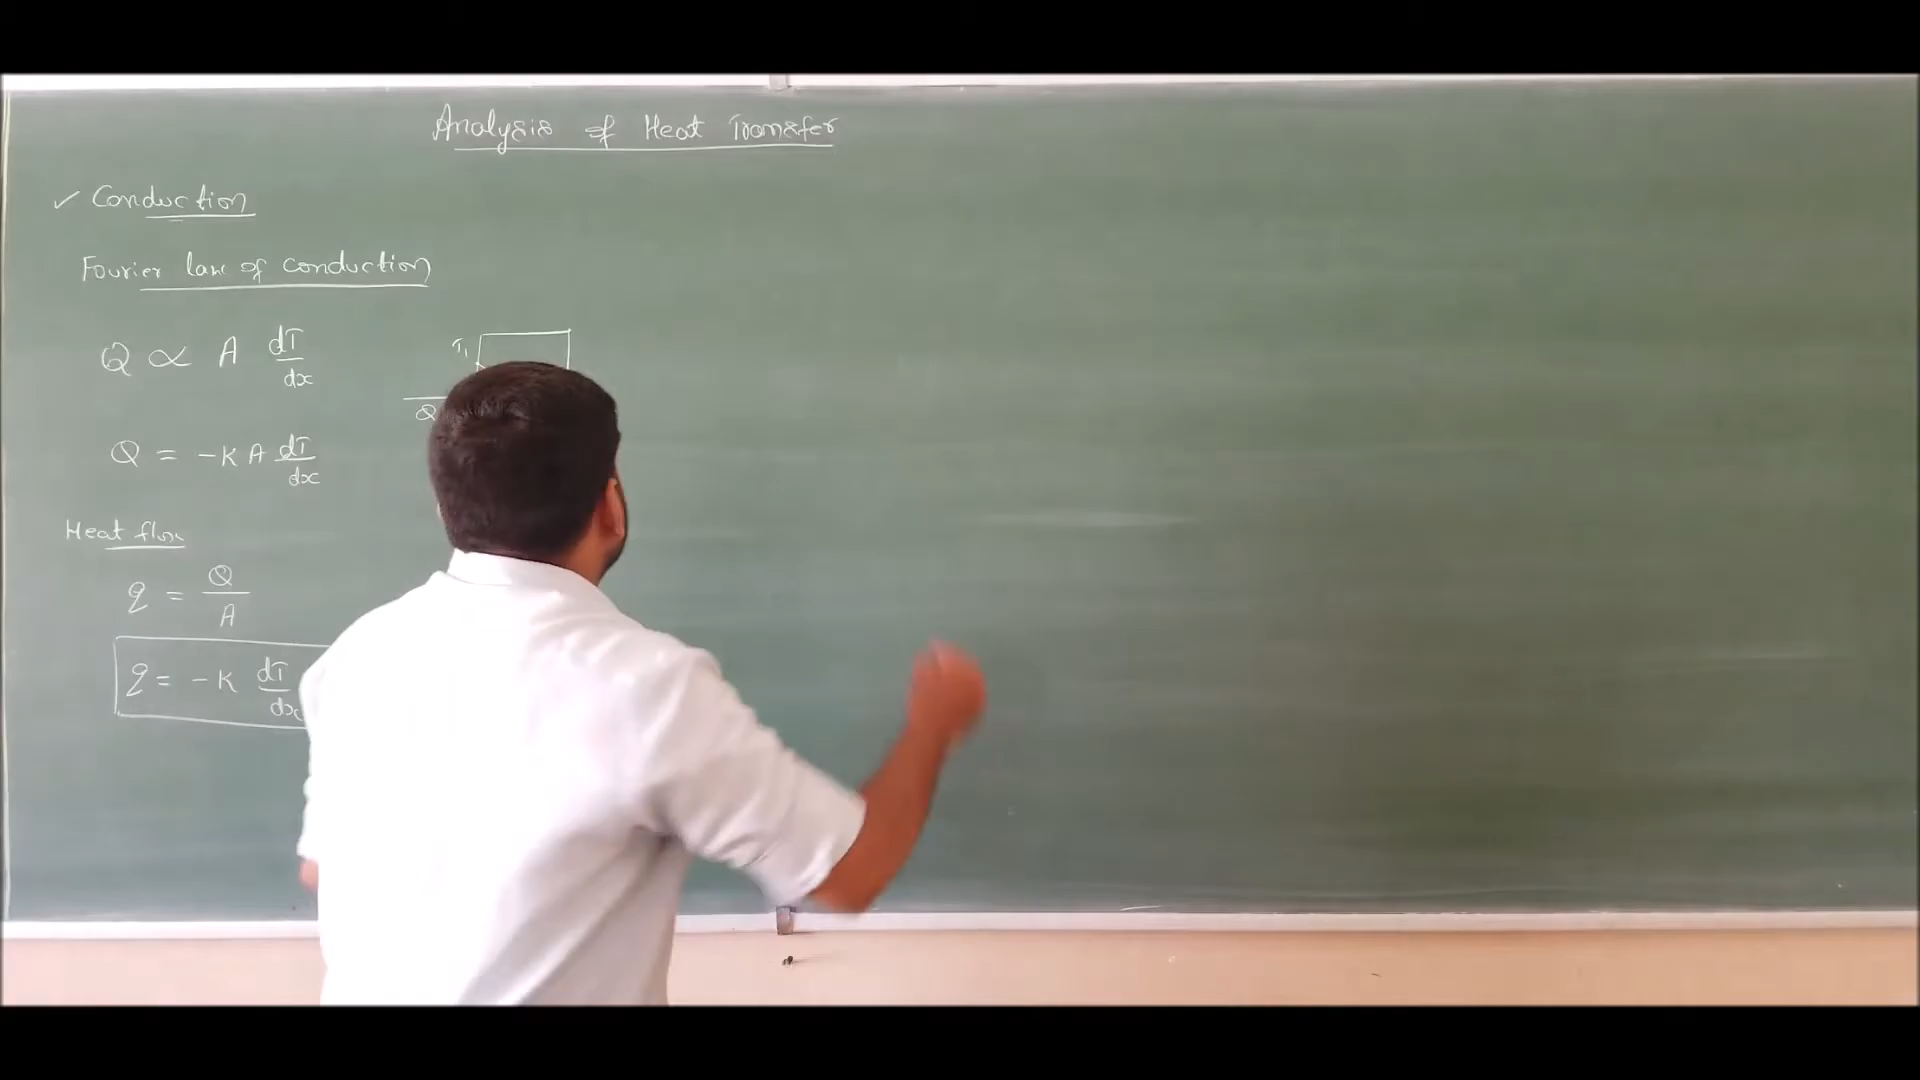 Analysis of Heat Transfer
✓ Conduction
Fourier law of conduction
Q ∝ A dT/dx
T₁
Q
Q = -K A dT/dx
Heat flux
q = Q/A
q = -K dT/dx